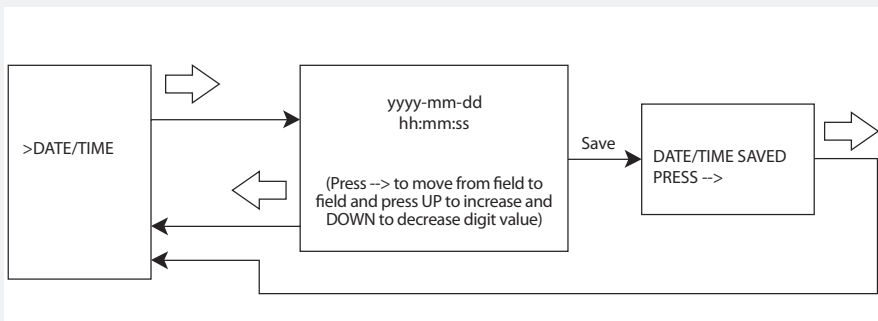 >DATE/TIME
yyyy-mm-dd
hh:mm:ss
(Press --> to move from field to
field and press UP to increase and
DOWN to decrease digit value)
Save
DATE/TIME SAVED
PRESS -->